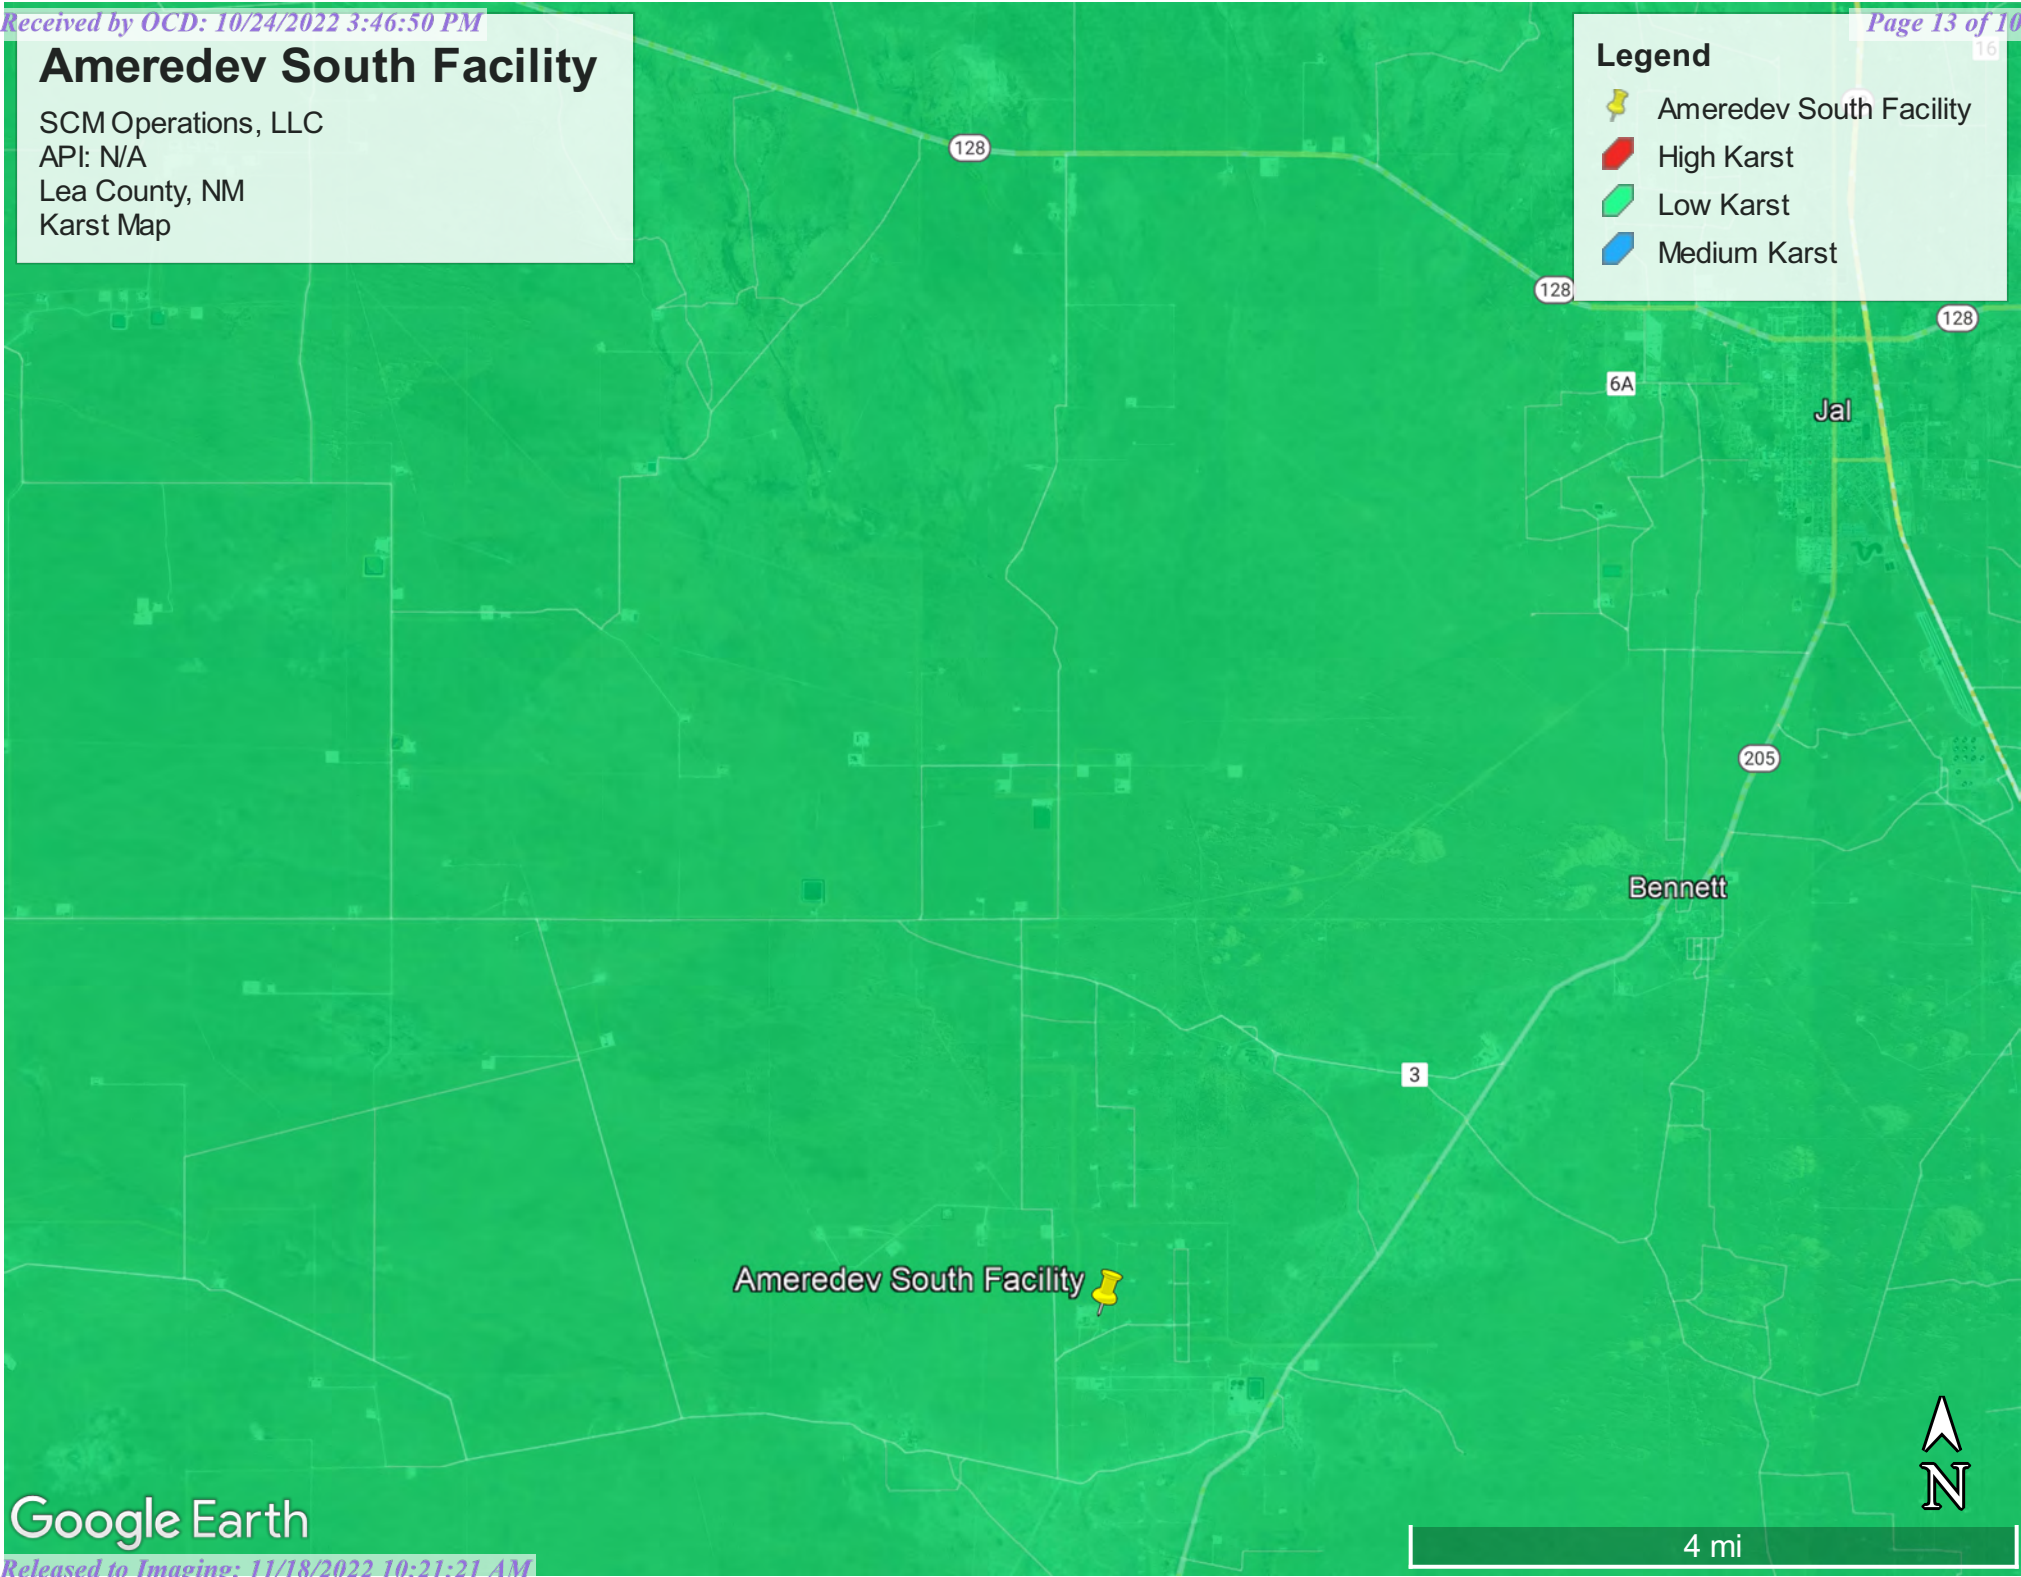 Received by OCD: 10/24/2022 3:46:50 PM
Page 13 of 10
Ameredev South Facility
SCM Operations, LLC
API: N/A
Lea County, NM
Karst Map
Legend
Ameredev South Facility
High Karst
Low Karst
Medium Karst
16
128
128
128
6A
Jal
205
Bennett
3
Ameredev South Facility
N
Google Earth
4 mi
Released to Imaging: 11/18/2022 10:21:21 AM